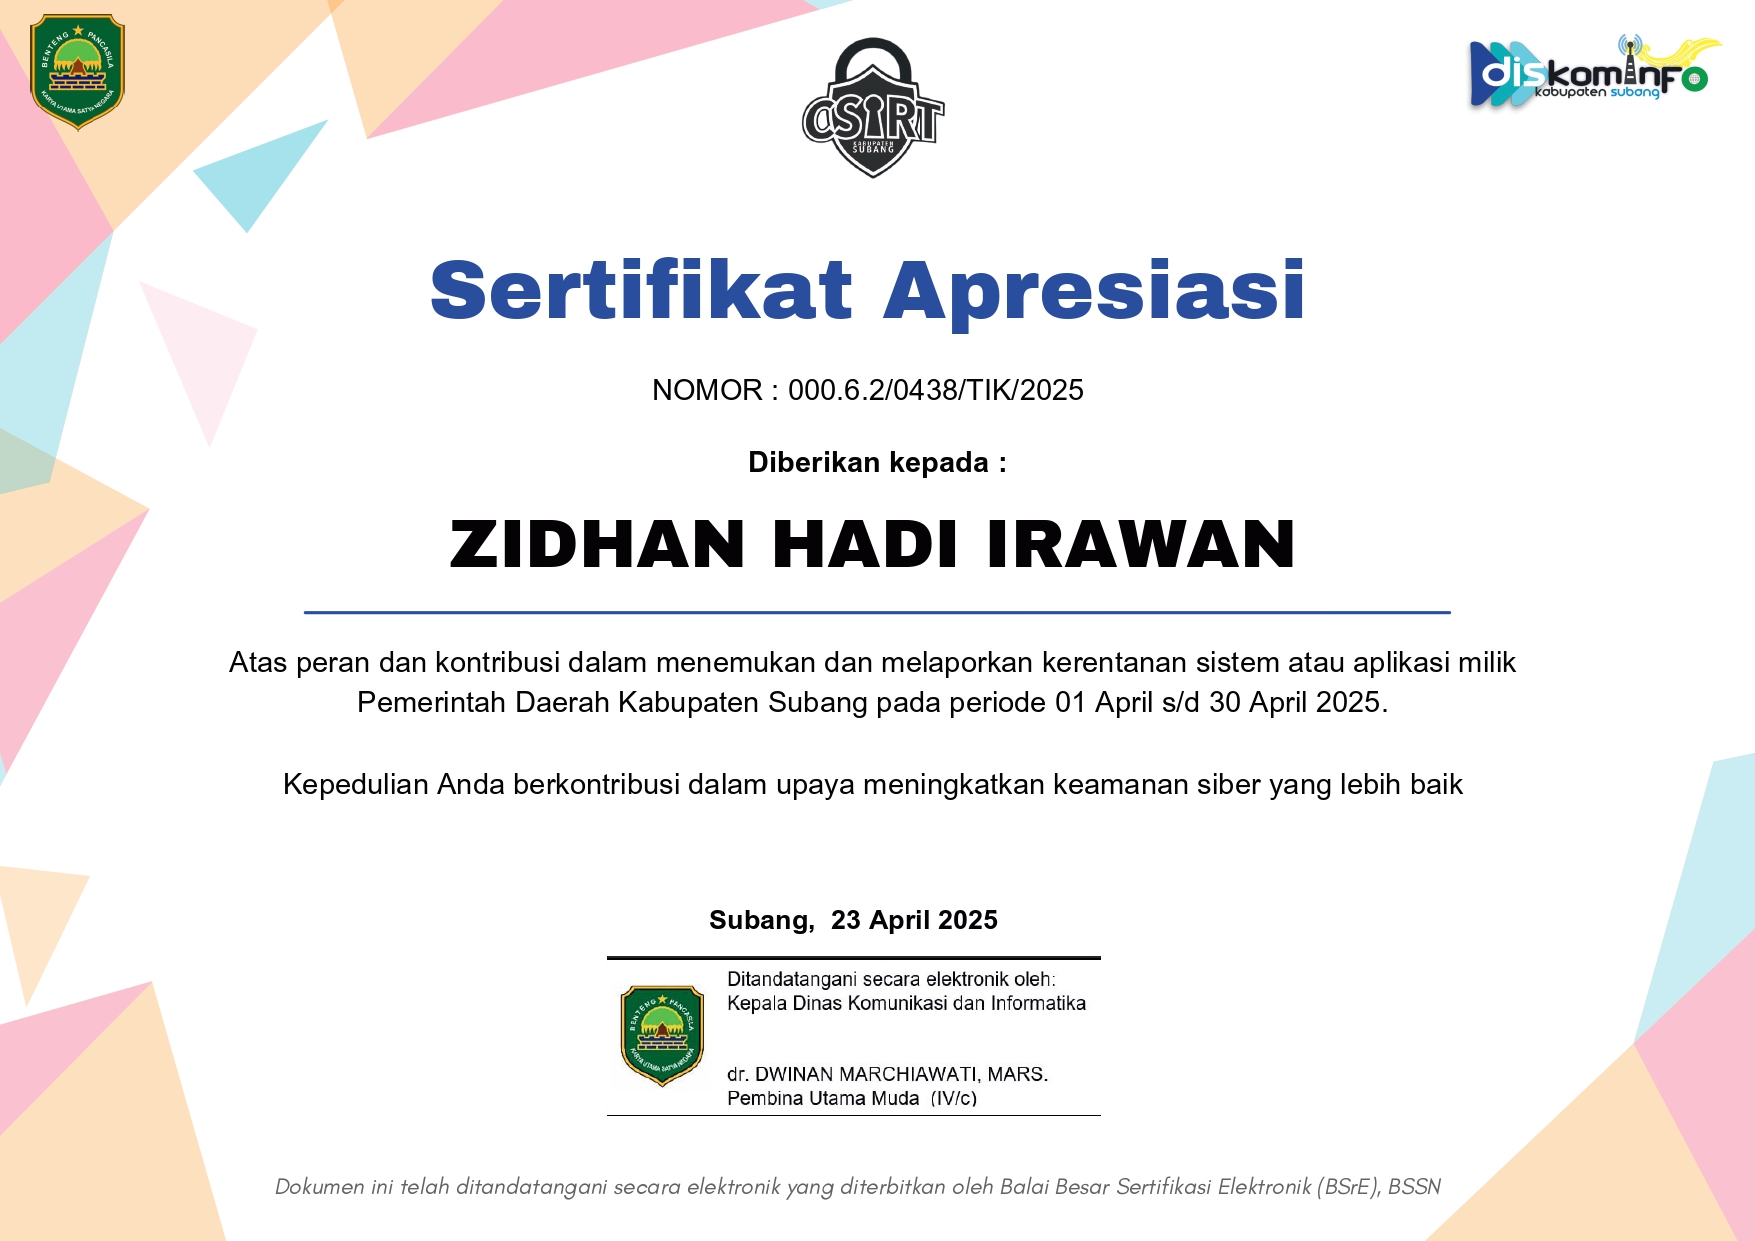 BENTENG PANCASILA
KARYA UTAMA SATYA NEGARA
CSIRT
KABUPATEN
SUBANG
diskominfo
kabupaten subang
Sertifikat Apresiasi
NOMOR : 000.6.2/0438/TIK/2025
Diberikan kepada :
ZIDHAN HADI IRAWAN
Atas peran dan kontribusi dalam menemukan dan melaporkan kerentanan sistem atau aplikasi milik
Pemerintah Daerah Kabupaten Subang pada periode 01 April s/d 30 April 2025.
Kepedulian Anda berkontribusi dalam upaya meningkatkan keamanan siber yang lebih baik
Subang,  23 April 2025
Ditandatangani secara elektronik oleh:
Kepala Dinas Komunikasi dan Informatika
BENTENG PANCASILA
KARYA UTAMA SATYA NEGARA
dr. DWINAN MARCHIAWATI, MARS.
Pembina Utama Muda  (IV/c)
Dokumen ini telah ditandatangani secara elektronik yang diterbitkan oleh Balai Besar Sertifikasi Elektronik (BSrE), BSSN